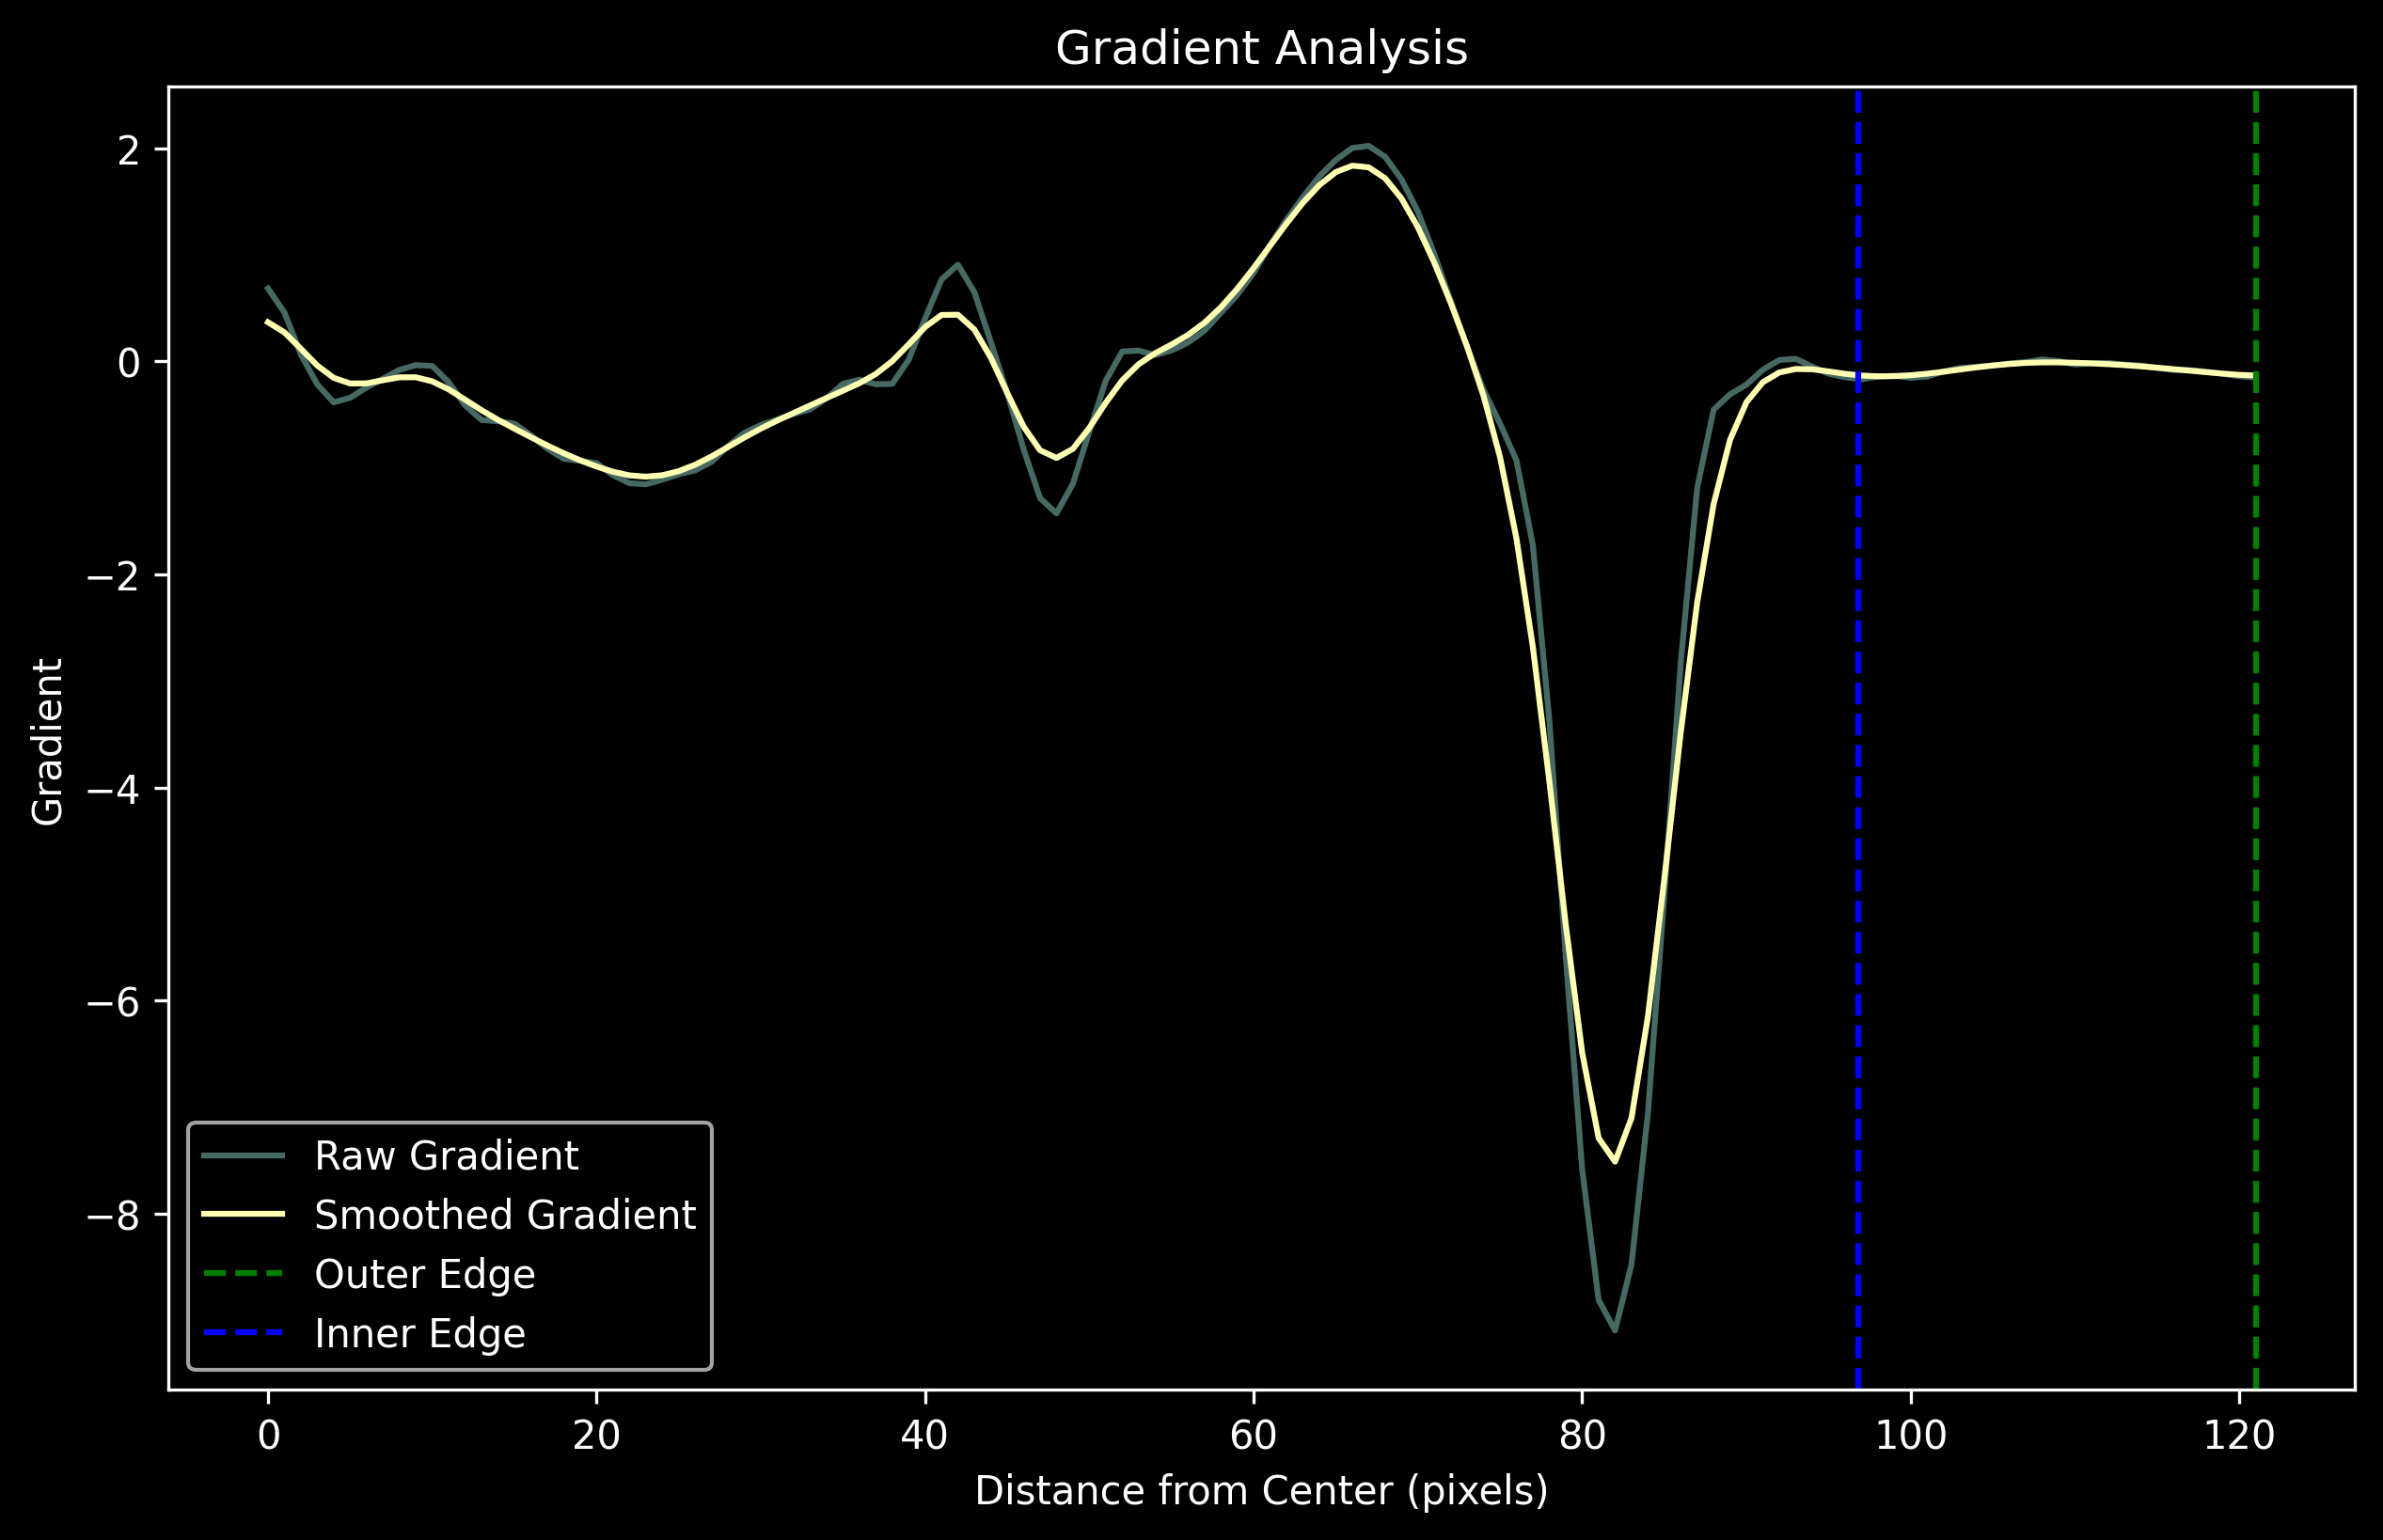 Gradient Analysis
2
0
−2
−4
−6
−8
Gradient
Raw Gradient
Smoothed Gradient
Outer Edge
Inner Edge
0 20 40 60 80 100 120
Distance from Center (pixels)